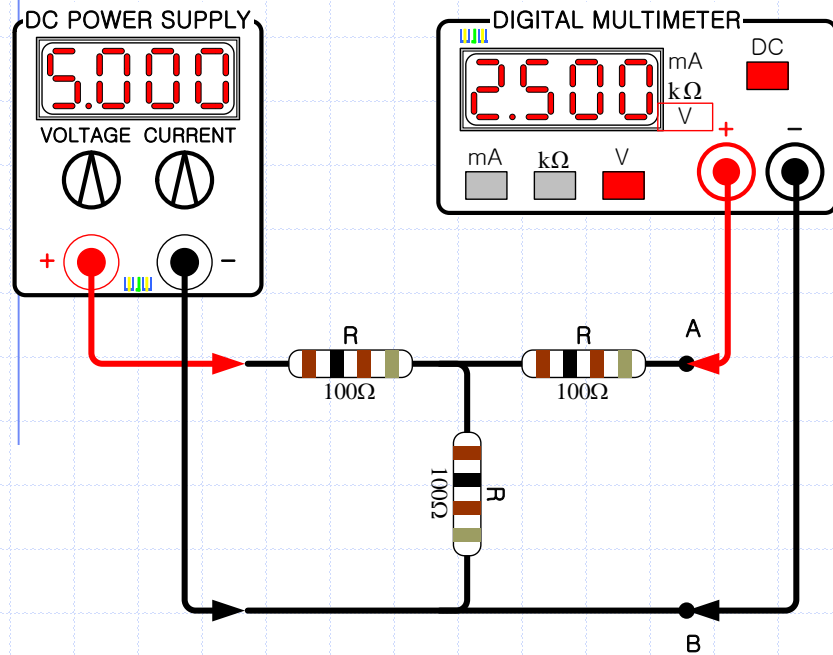 DC POWER SUPPLY
5.000
VOLTAGE CURRENT
+ −
DIGITAL MULTIMETER
2.500
mA
kΩ
V
DC
mA kΩ V
+ −
R
100Ω
R
100Ω
A
R
100Ω
B